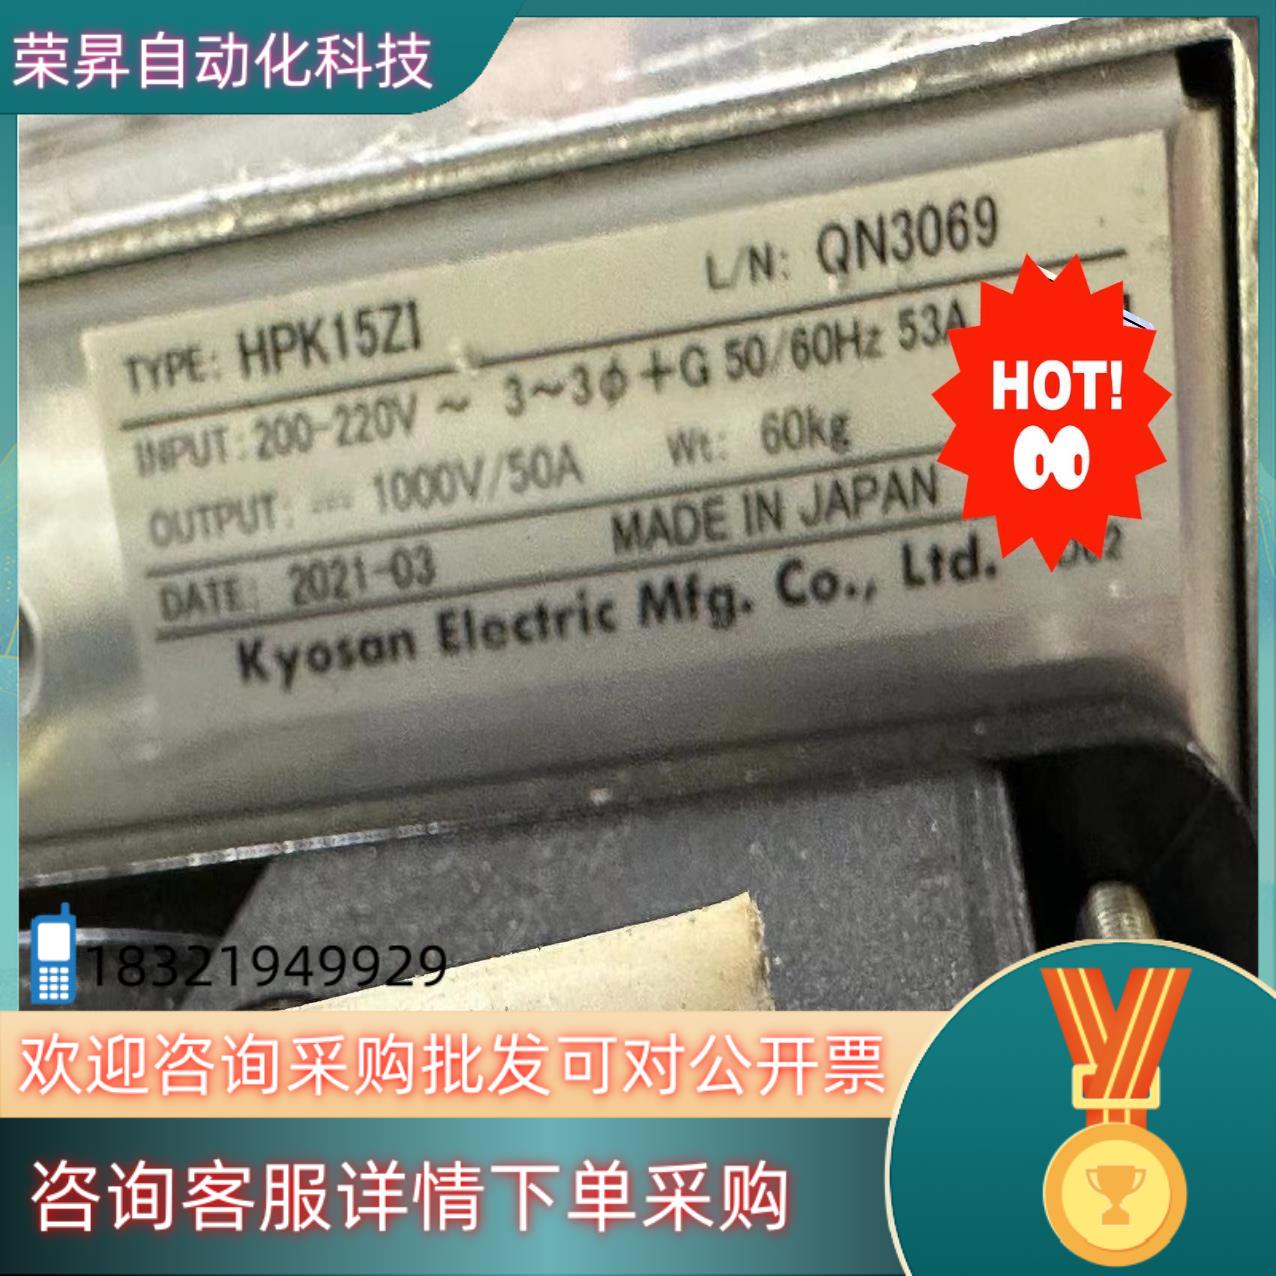 荣昇自动化科技
L/N: QN3069
TYPE: HPK15Z1
INPUT: 200-220V ~ 3~3ϕ +G 50/60Hz 53A
HOT!
OUTPUT: ⎓ 1000V/50A Wt: 60kg
DATE: 2021-03 MADE IN JAPAN
Kyosan Electric Mfg. Co., Ltd.
18321949929
欢迎咨询采购批发可对公开票
咨询客服详情下单采购